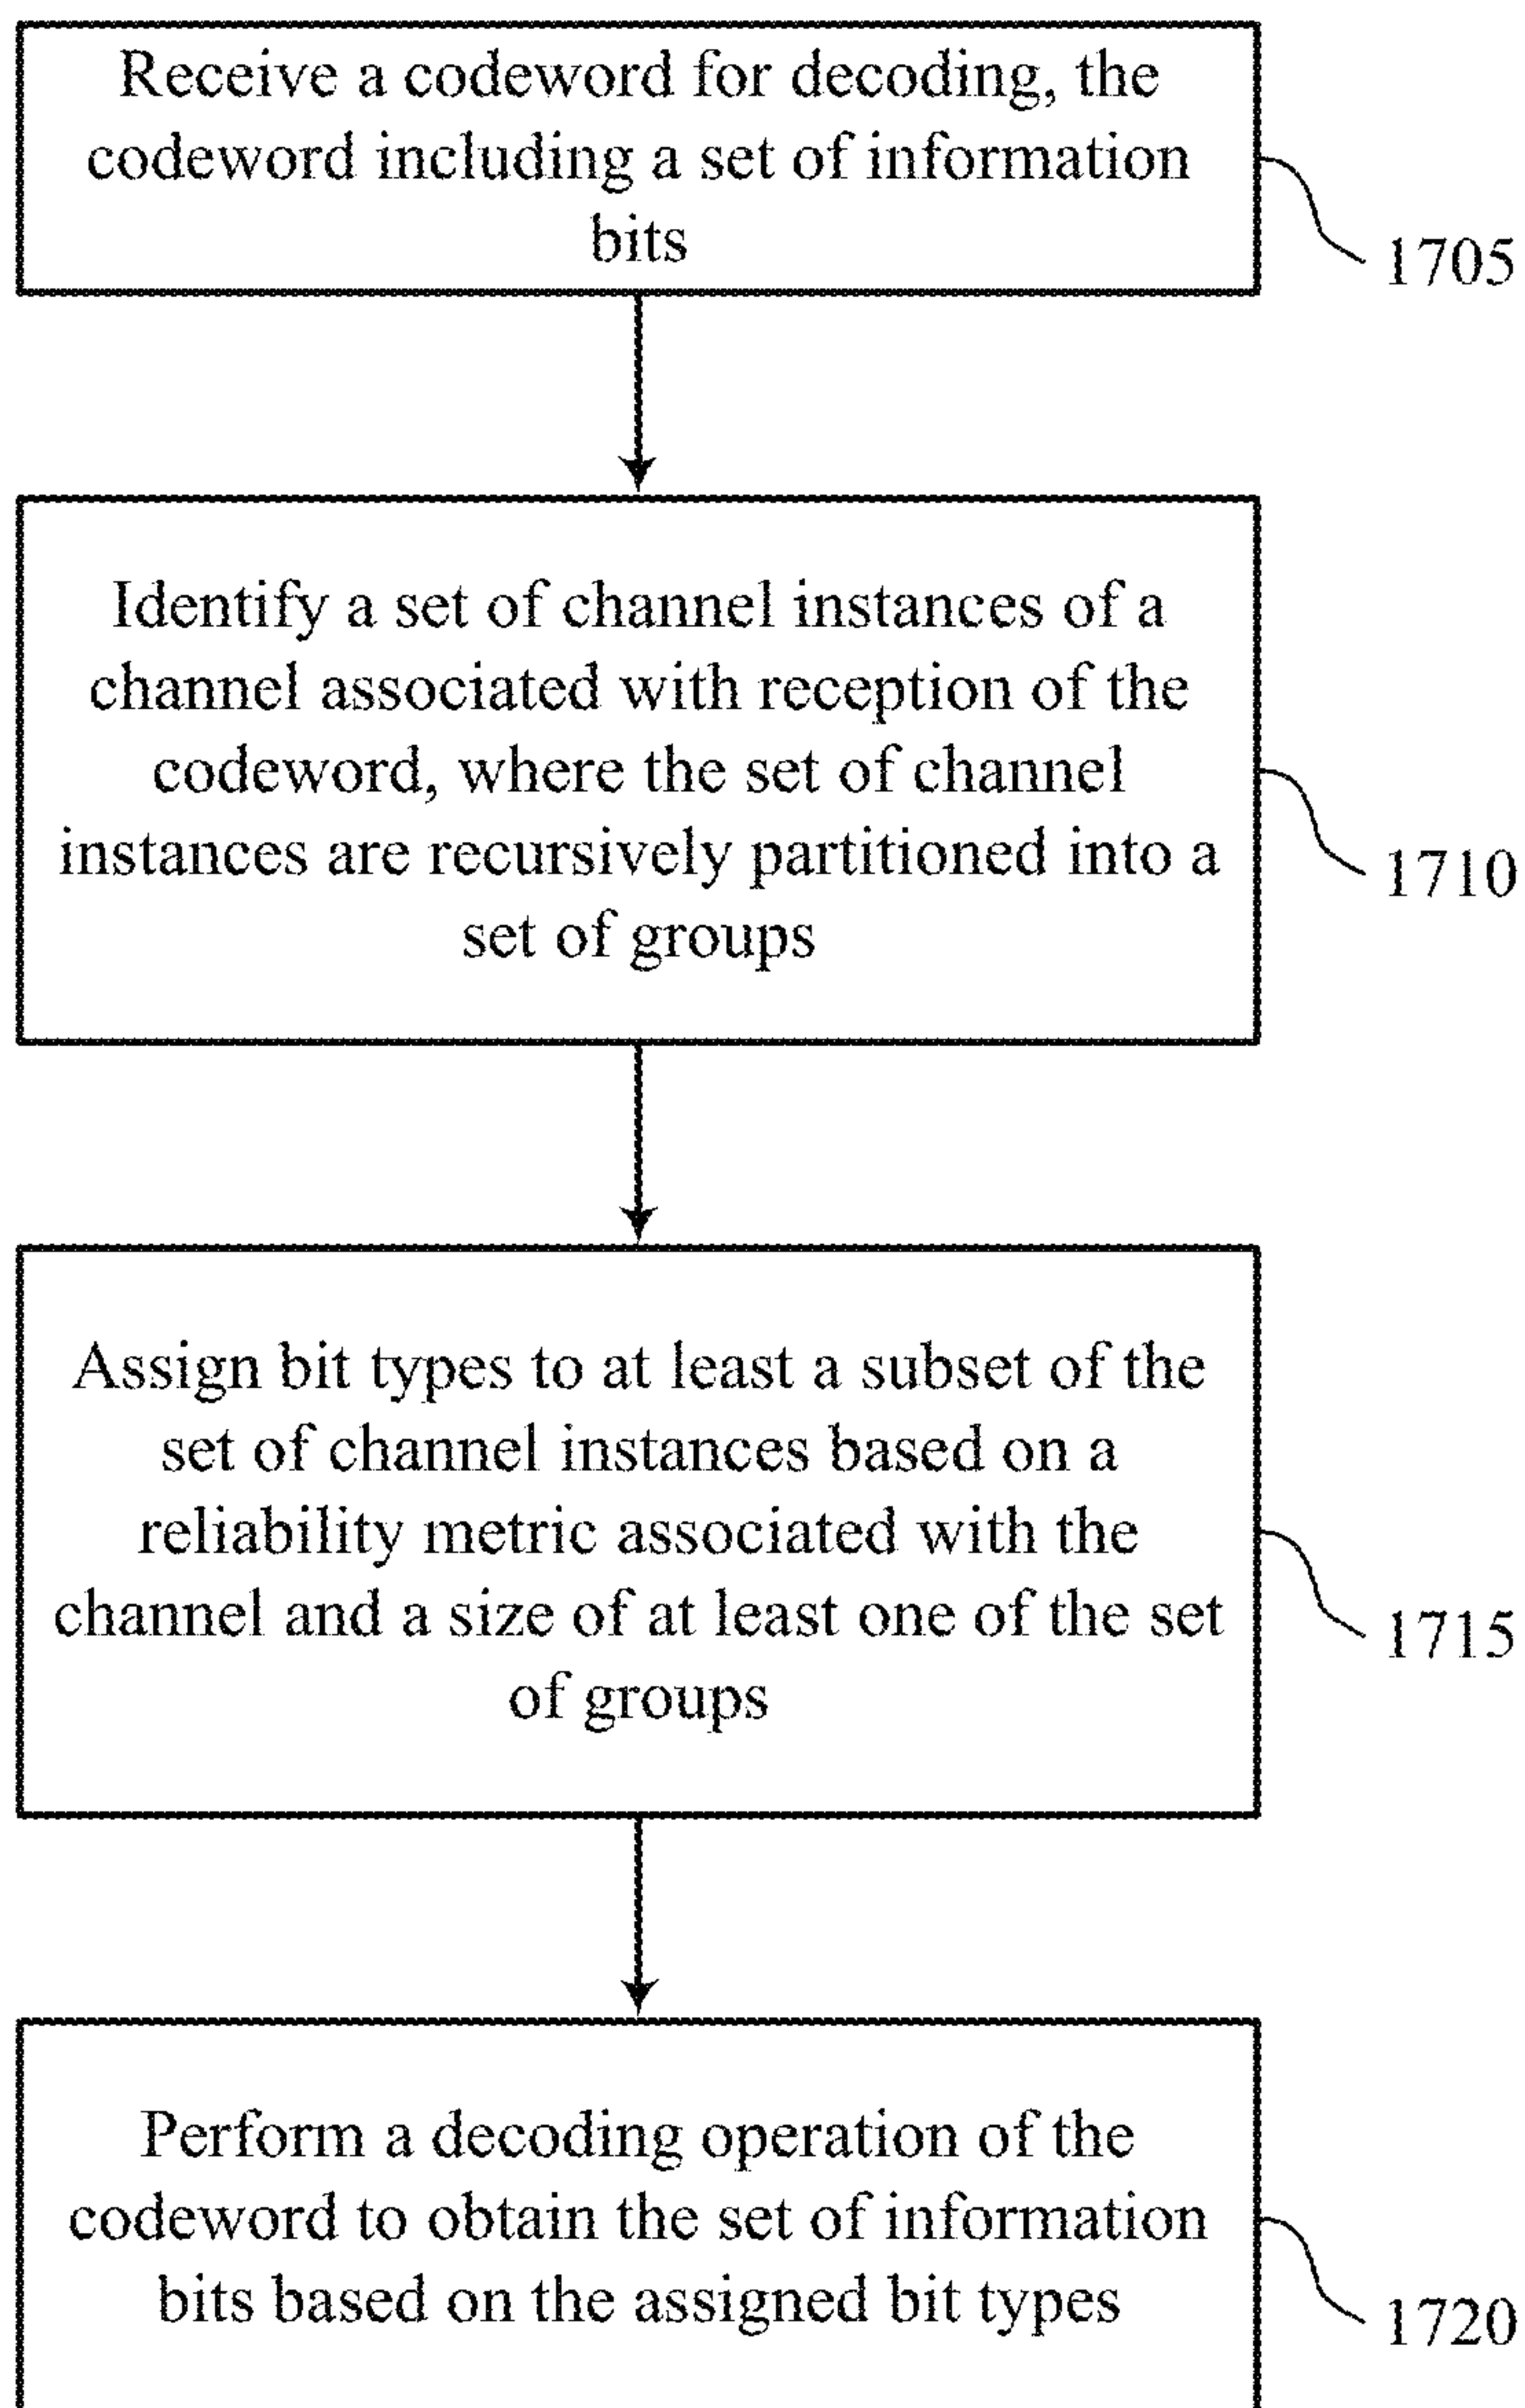 Receive a codeword for decoding, the
codeword including a set of information
bits
1705
Identify a set of channel instances of a
channel associated with reception of the
codeword, where the set of channel
instances are recursively partitioned into a
set of groups
1710
Assign bit types to at least a subset of the
set of channel instances based on a
reliability metric associated with the
channel and a size of at least one of the set
of groups
1715
Perform a decoding operation of the
codeword to obtain the set of information
bits based on the assigned bit types
1720